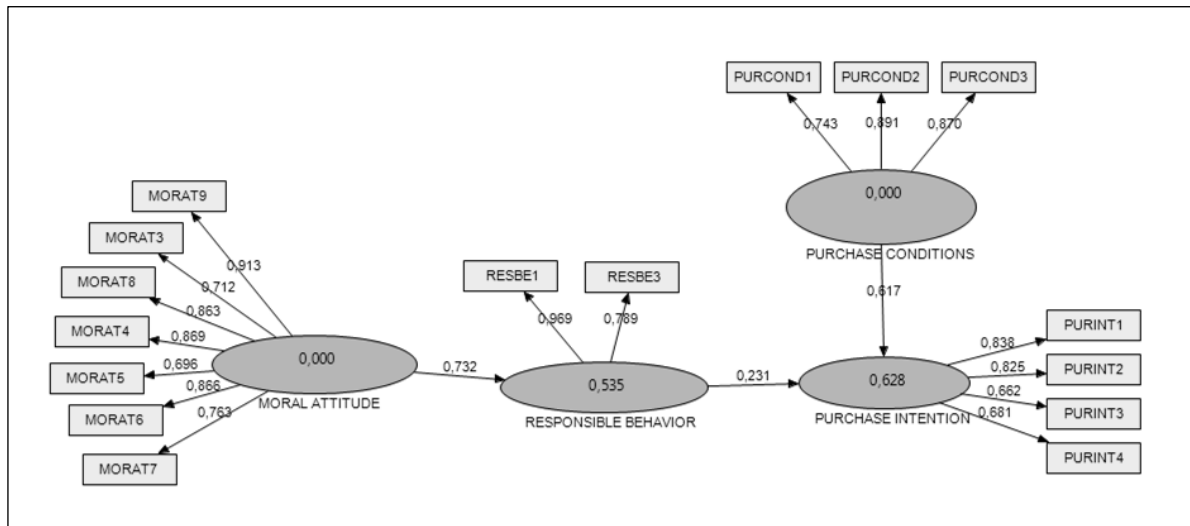 PURCOND1 PURCOND2 PURCOND3
0,743 0,891 0,870
0,000
PURCHASE CONDITIONS
0,617
MORAT9
MORAT3
MORAT8
MORAT4
MORAT5
MORAT6
MORAT7
0,913
0,712
0,863
0,869
0,696
0,866
0,763
0,000
MORAL ATTITUDE
0,732
RESBE1 RESBE3
0,969 0,789
0,535
RESPONSIBLE BEHAVIOR
0,231
0,628
PURCHASE INTENTION
0,838
0,825
0,662
0,681
PURINT1
PURINT2
PURINT3
PURINT4